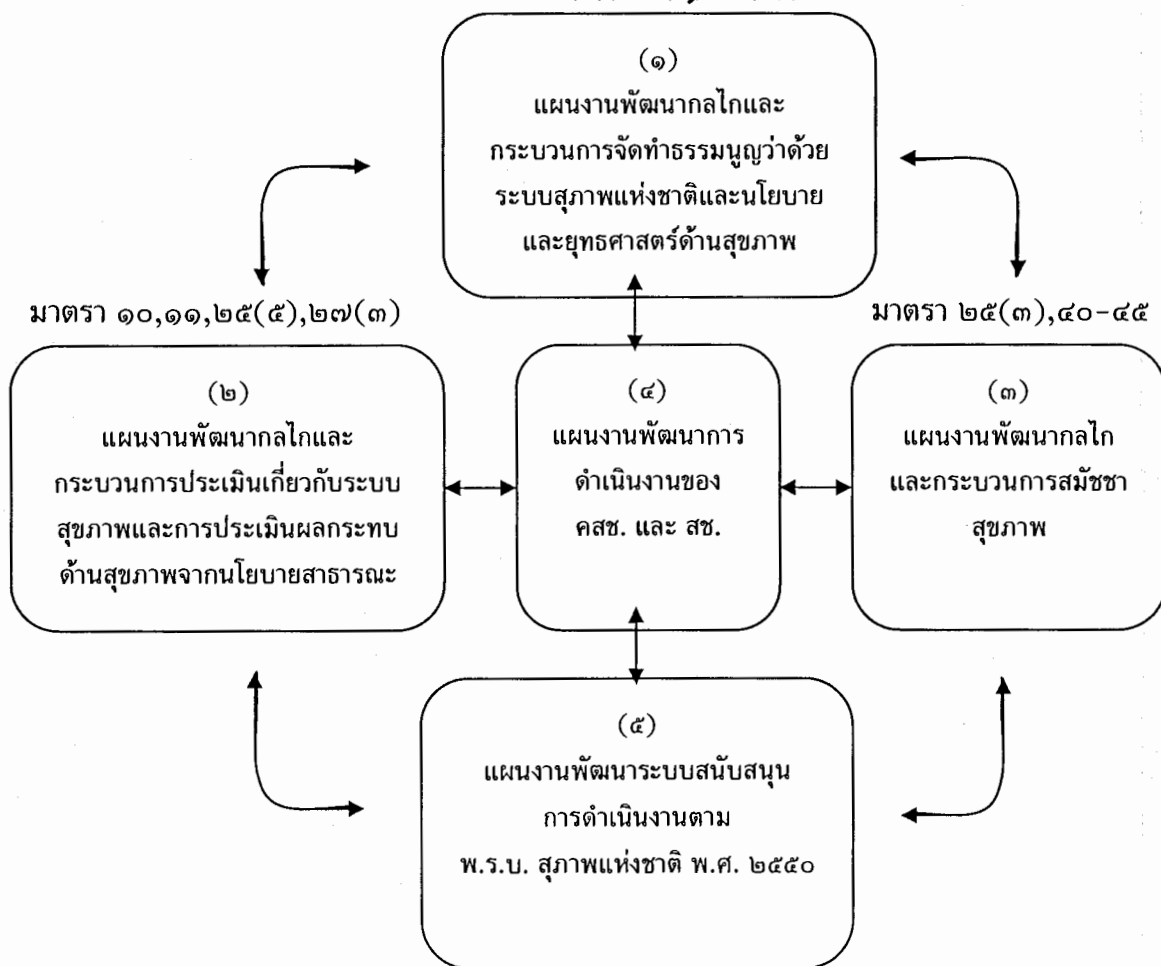 (๑)
แผนงานพัฒนากลไกและ
กระบวนการจัดทำธรรมนูญว่าด้วย
ระบบสุภาพแห่งชาติและนโยบาย
และยุทธศาสตร์ด้านสุขภาพ
มาตรา ๑๐,๑๑,๒๕(๕),๒๗(๓)
มาตรา ๒๕(๓),๔๐-๔๕
(๒)
แผนงานพัฒนากลไกและ
กระบวนการประเมินเกี่ยวกับระบบ
สุขภาพและการประเมินผลกระทบ
ด้านสุขภาพจากนโยบายสาธารณะ
(๔)
แผนงานพัฒนาการ
ดำเนินงานของ
คสช. และ สช.
(๓)
แผนงานพัฒนากลไก
และกระบวนการสมัชชา
สุขภาพ
(๕)
แผนงานพัฒนาระบบสนับสนุน
การดำเนินงานตาม
พ.ร.บ. สุภาพแห่งชาติ พ.ศ. ๒๕๕๐